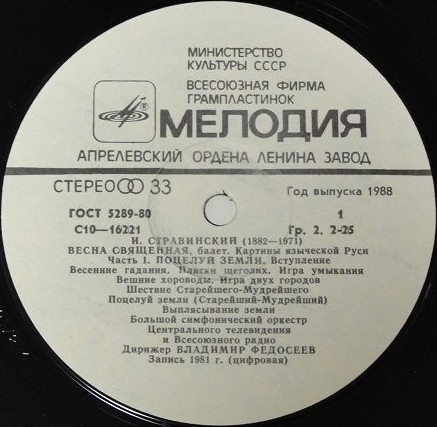 МИНИСТЕРСТВО
КУЛЬТУРЫ СССР
ВСЕСОЮЗНАЯ ФИРМА
ГРАМПЛАСТИНОК
МЕЛОДИЯ
АПРЕЛЕВСКИЙ ОРДЕНА ЛЕНИНА ЗАВОД
СТЕРЕО 33
Год выпуска 1988
ГОСТ 5289-80
1
С10—16221
Гр. 2. 2-25
И. СТРАВИНСКИЙ (1882—1971)
ВЕСНА СВЯЩЕННАЯ, балет. Картины языческой Руси
Часть 1. ПОЦЕЛУЙ ЗЕМЛИ. Вступление
Весенние гадания. Пляски щеголих. Игра умыкания
Вешние хороводы. Игра двух городов
Шествие Старейшего-Мудрейшего
Поцелуй земли (Старейший-Мудрейший)
Выплясывание земли
Большой симфонический оркестр
Центрального телевидения
и Всесоюзного радио
Дирижер ВЛАДИМИР ФЕДОСЕЕВ
Запись 1981 г. (цифровая)